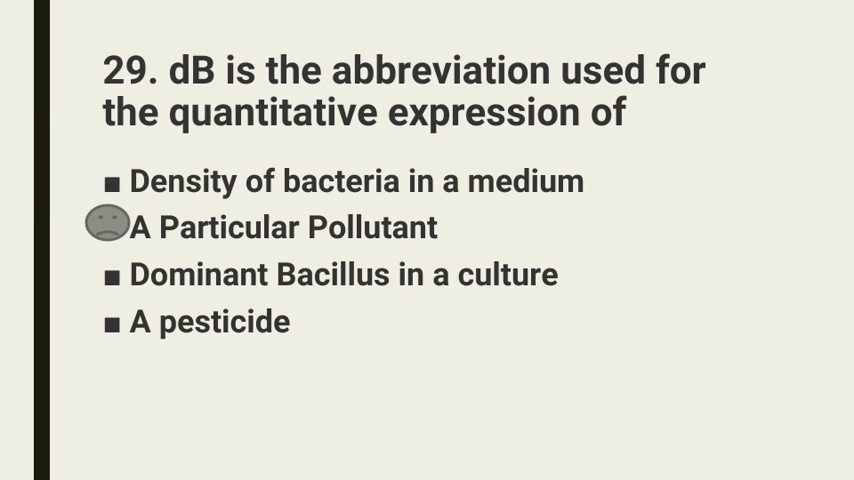 29. dB is the abbreviation used for
the quantitative expression of
■ Density of bacteria in a medium
A Particular Pollutant
■ Dominant Bacillus in a culture
■ A pesticide